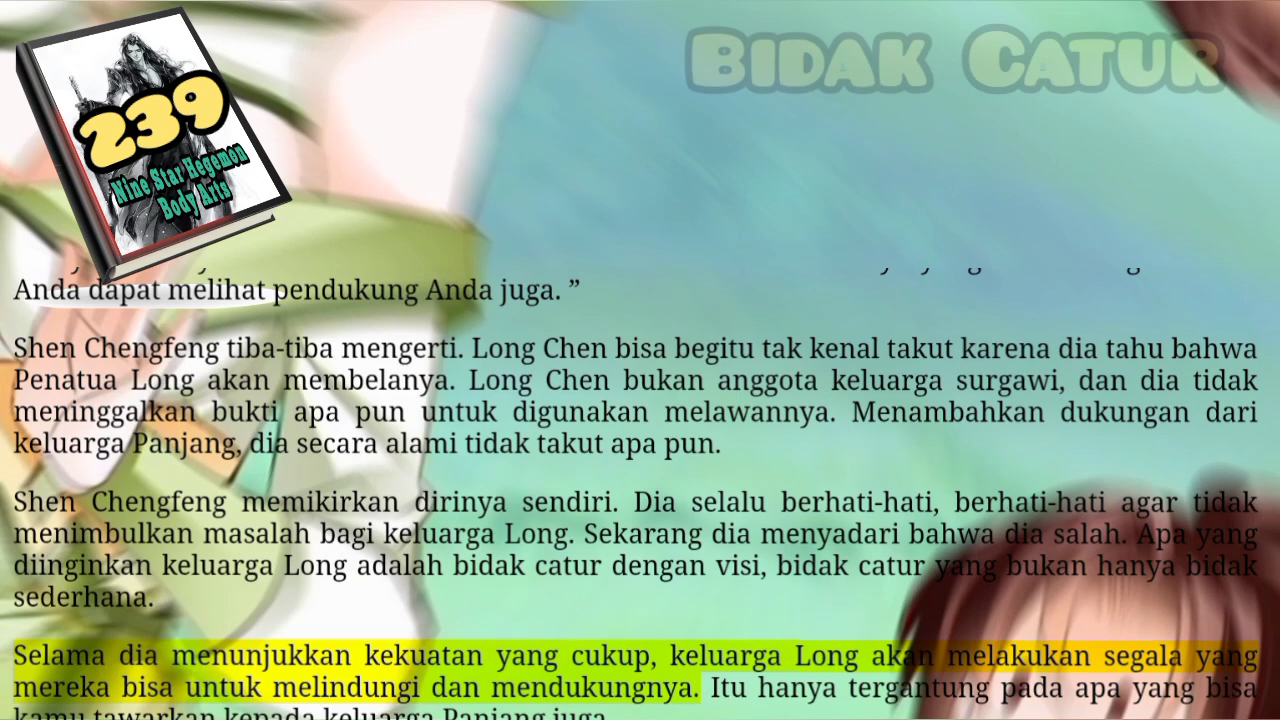 BIDAK CATUR
239
Nine Star Hegemon
Body Arts
Anda dapat melihat pendukung Anda juga. ”
Shen Chengfeng tiba-tiba mengerti. Long Chen bisa begitu tak kenal takut karena dia tahu bahwa
Penatua Long akan membelanya. Long Chen bukan anggota keluarga surgawi, dan dia tidak
meninggalkan bukti apa pun untuk digunakan melawannya. Menambahkan dukungan dari
keluarga Panjang, dia secara alami tidak takut apa pun.
Shen Chengfeng memikirkan dirinya sendiri. Dia selalu berhati-hati, berhati-hati agar tidak
menimbulkan masalah bagi keluarga Long. Sekarang dia menyadari bahwa dia salah. Apa yang
diinginkan keluarga Long adalah bidak catur dengan visi, bidak catur yang bukan hanya bidak
sederhana.
Selama dia menunjukkan kekuatan yang cukup, keluarga Long akan melakukan segala yang
mereka bisa untuk melindungi dan mendukungnya. Itu hanya tergantung pada apa yang bisa
kamu tawarkan kepada keluarga Panjang juga.